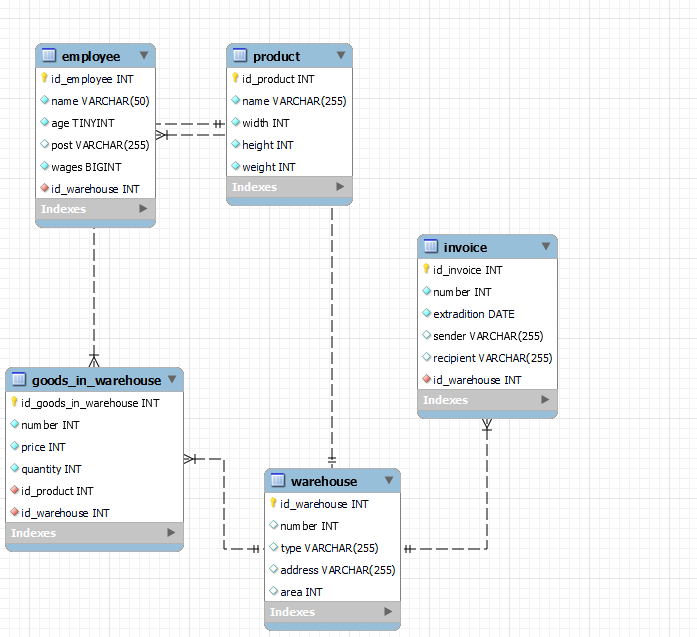 employee
id_employee INT
name VARCHAR(50)
age TINYINT
post VARCHAR(255)
wages BIGINT
id_warehouse INT
Indexes
product
id_product INT
name VARCHAR(255)
width INT
height INT
weight INT
Indexes
invoice
id_invoice INT
number INT
extradition DATE
sender VARCHAR(255)
recipient VARCHAR(255)
id_warehouse INT
Indexes
goods_in_warehouse
id_goods_in_warehouse INT
number INT
price INT
quantity INT
id_product INT
id_warehouse INT
Indexes
warehouse
id_warehouse INT
number INT
type VARCHAR(255)
address VARCHAR(255)
area INT
Indexes